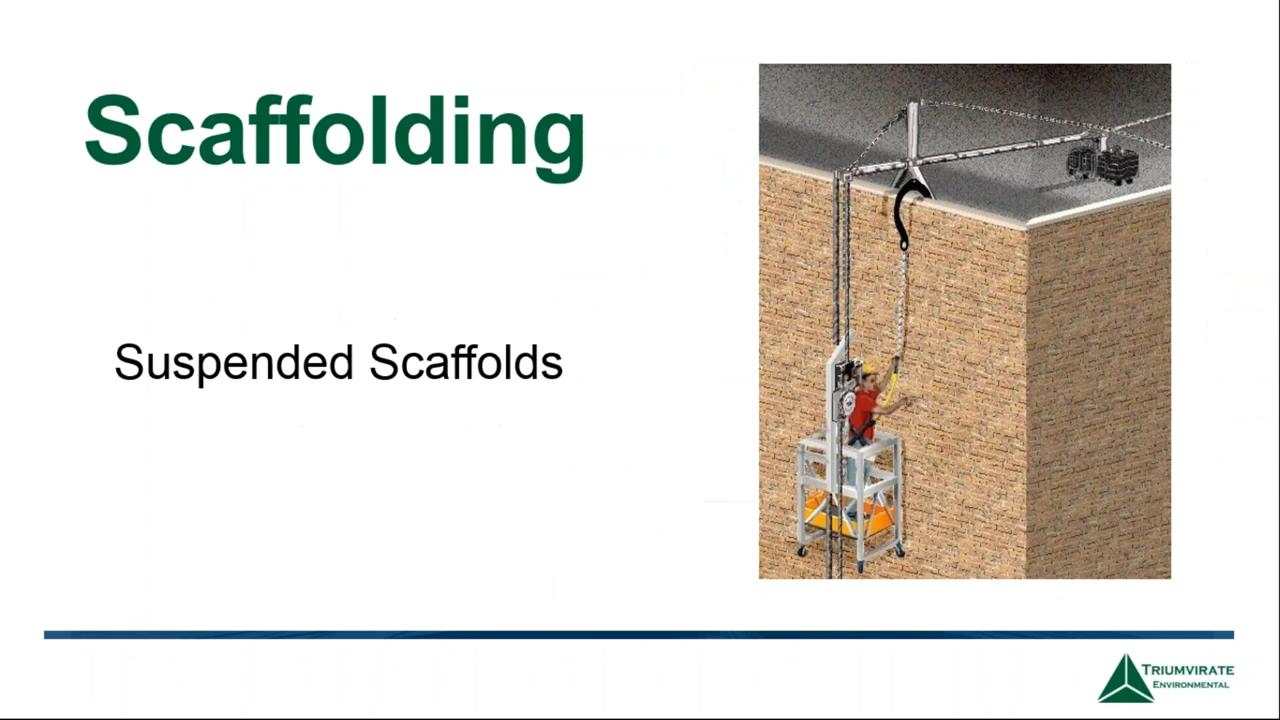 Scaffolding
Suspended Scaffolds
TRIUMVIRATE
ENVIRONMENTAL